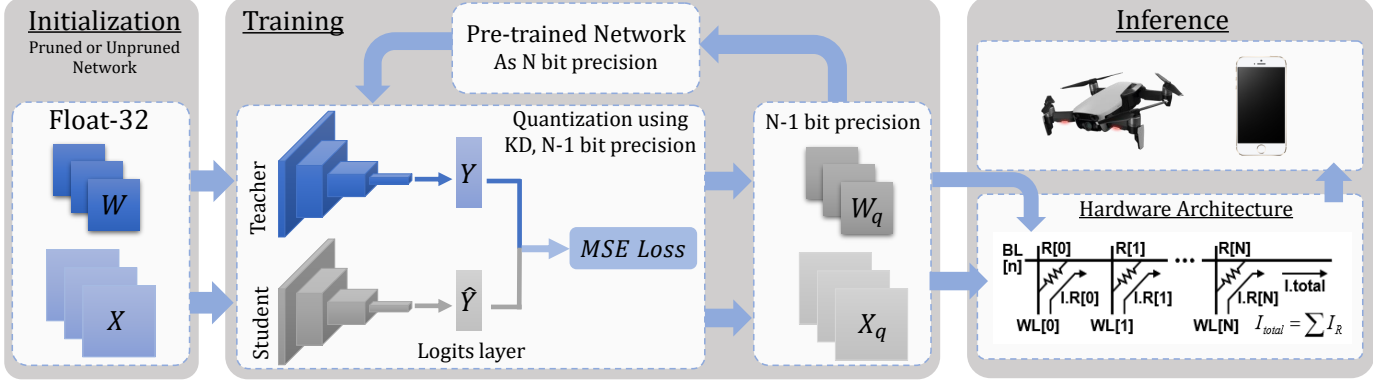 Initialization
Pruned or Unpruned
Network
Float-32
W
X
Training
Pre-trained Network
As N bit precision
Quantization using
KD, N-1 bit precision
Teacher
Y
MSE Loss
Student
Ŷ
Logits layer
N-1 bit precision
W_q
X_q
Inference
Hardware Architecture
BL
[n]
R[0] R[1] ••• R[N]
I.R[0] I.R[1] I.R[N] I.total
WL[0] WL[1] WL[N] I_total = ∑ I_R